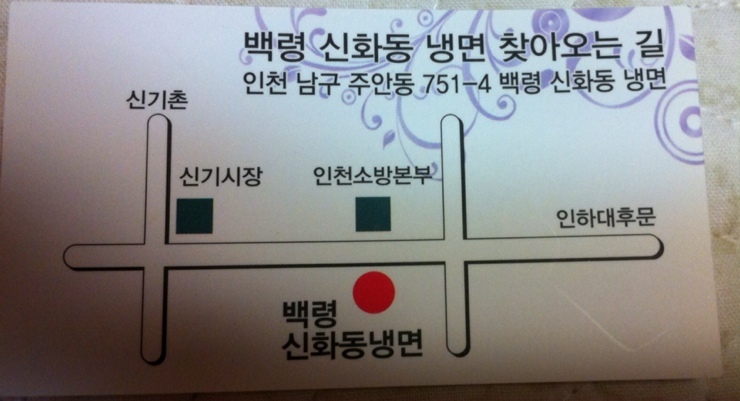 백령 신화동 냉면 찾아오는 길
인천 남구 주안동 751-4 백령 신화동 냉면
신기촌
신기시장
인천소방본부
인하대후문
백령
신화동냉면